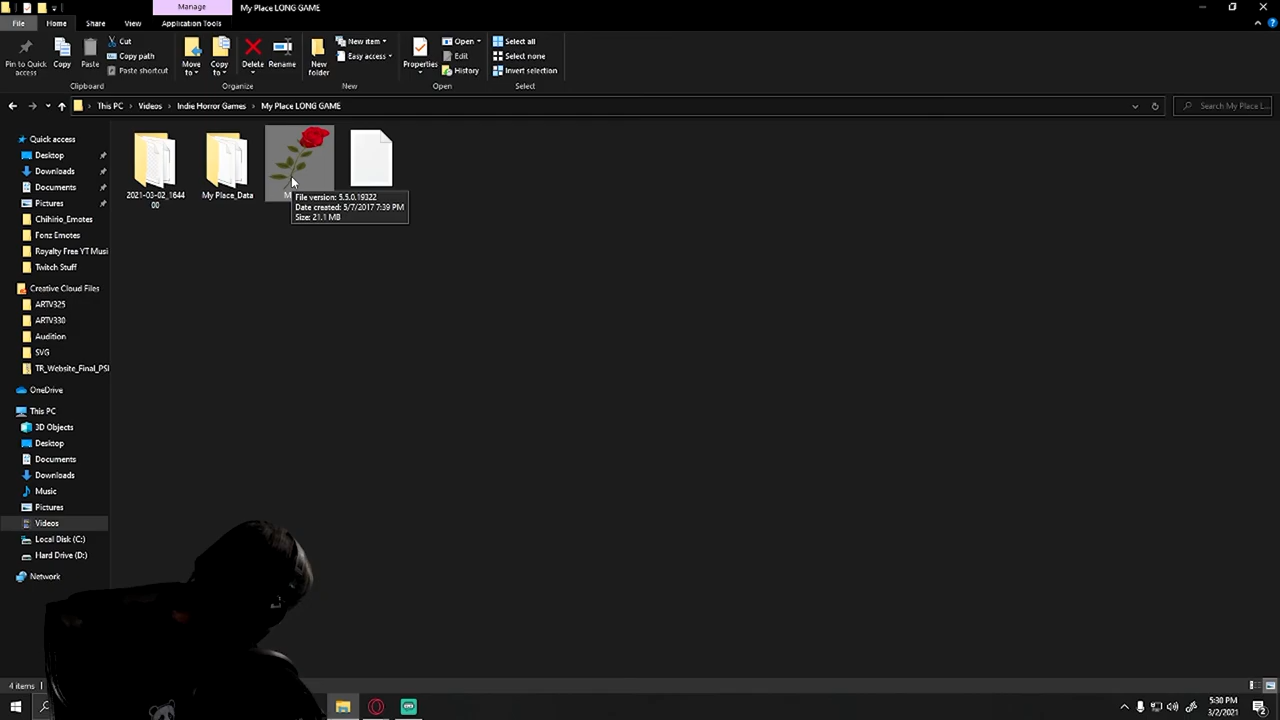 Manage
My Place LONG GAME
File
Home
Share
View
Application Tools
Pin to Quick
access
Copy
Paste
Cut
Copy path
Paste shortcut
Clipboard
Move
to
Copy
to
Delete
Rename
Organize
New
folder
New item
Easy access
New
Properties
Open
Edit
History
Open
Select all
Select none
Invert selection
Select
This PC
Videos
Indie Horror Games
My Place LONG GAME
Search My Place L...
Quick access
Desktop
Downloads
Documents
Pictures
Chihirio Emotes
Fonz Emotes
Royalty Free YT Musi
Twitch Stuff
Creative Cloud Files
ARTV325
ARTV330
Audition
SVG
TR_Website_Final_PSI
OneDrive
This PC
3D Objects
Desktop
Documents
Downloads
Music
Pictures
Videos
Local Disk (C:)
Hard Drive (D:)
Network
2021-03-02_1644
00
My Place_Data
File version: 5.5.0.19322
Date created: 5/7/2017 7:39 PM
Size: 21.1 MB
4 items
5:30 PM
3/2/2021